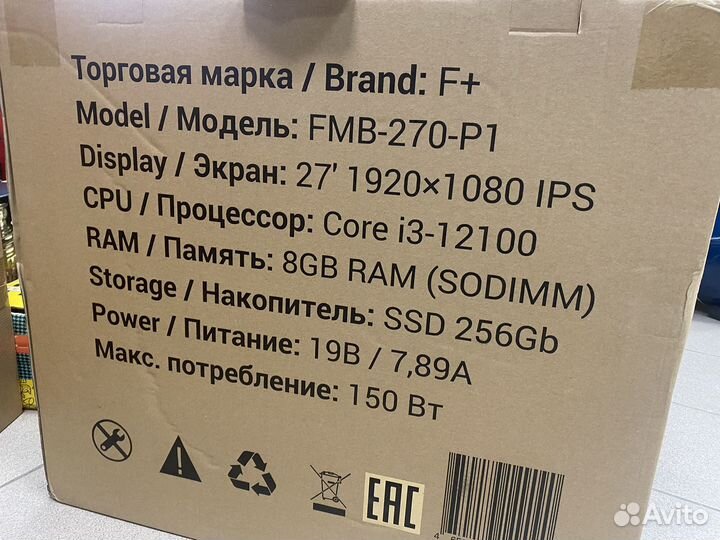 Торговая марка / Brand: F+
Model / Модель: FMB-270-P1
Display / Экран: 27' 1920×1080 IPS
CPU / Процессор: Core i3-12100
RAM / Память: 8GB RAM (SODIMM)
Storage / Накопитель: SSD 256Gb
Power / Питание: 19В / 7,89А
Макс. потребление: 150 Вт
EAC
Avito